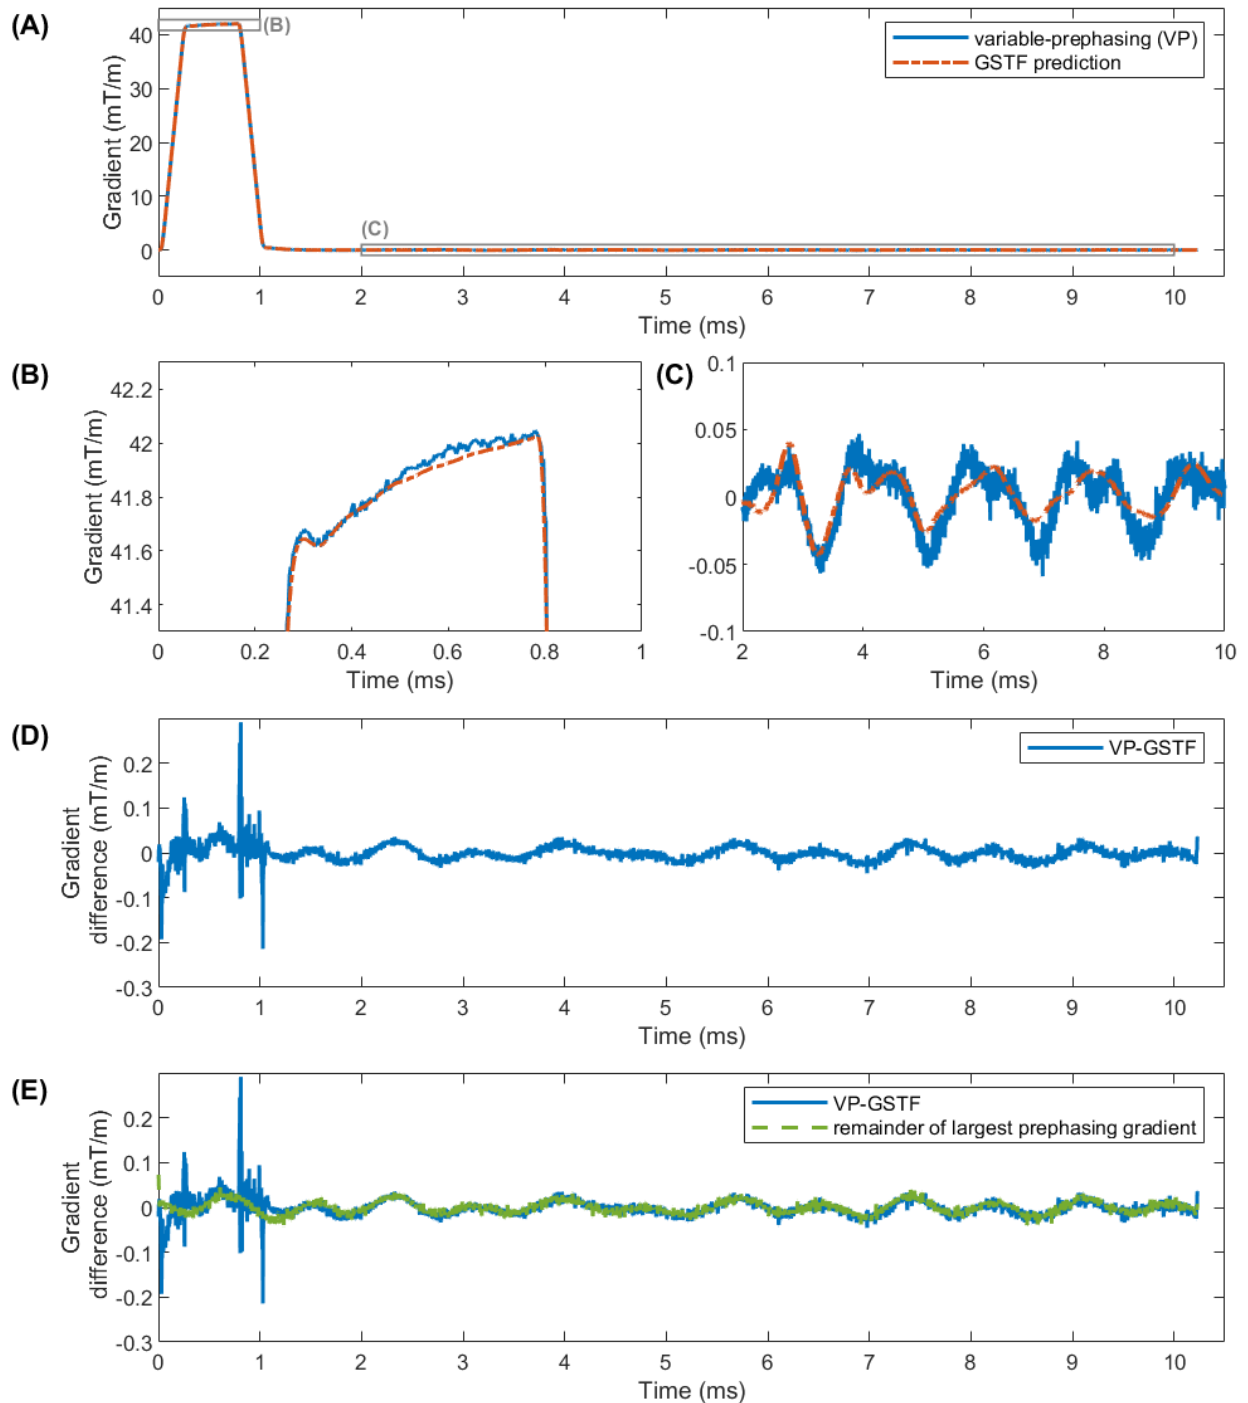 (A)
Gradient (mT/m)
40
30
20
10
0
(B)
(C)
variable-prephasing (VP)
GSTF prediction
0 1 2 3 4 5 6 7 8 9 10
Time (ms)
(B)
Gradient (mT/m)
42.2
42
41.8
41.6
41.4
0 0.2 0.4 0.6 0.8 1
Time (ms)
(C)
0.1
0.05
0
-0.05
-0.1
2 4 6 8 10
Time (ms)
(D)
Gradient
difference (mT/m)
0.2
0.1
0
-0.1
-0.2
-0.3
VP-GSTF
0 1 2 3 4 5 6 7 8 9 10
Time (ms)
(E)
Gradient
difference (mT/m)
0.2
0.1
0
-0.1
-0.2
-0.3
VP-GSTF
remainder of largest prephasing gradient
0 1 2 3 4 5 6 7 8 9 10
Time (ms)